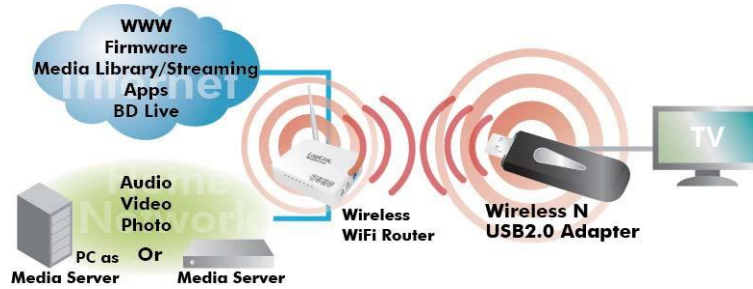 WWW
Firmware
Media Library/Streaming
Internet
Apps
BD Live
Home
Network
Audio
Video
Photo
PC as
Or
Media Server
Media Server
LogiLink
Wireless
WiFi Router
Wireless N
USB2.0 Adapter
TV